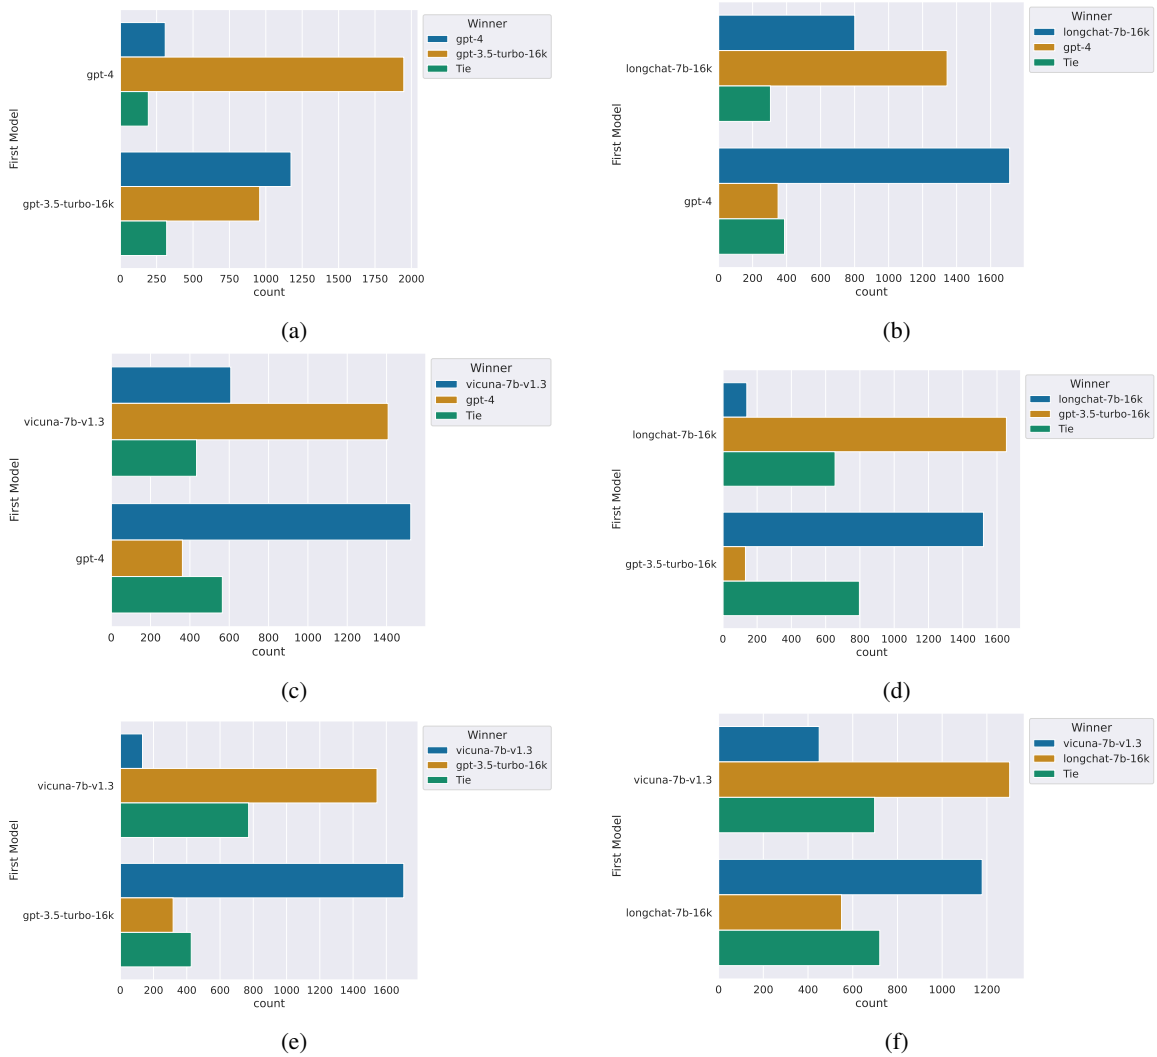 Winner
gpt-4
gpt-3.5-turbo-16k
Tie
First Model
gpt-4
gpt-3.5-turbo-16k
0 250 500 750 1000 1250 1500 1750 2000
count
(a)
Winner
longchat-7b-16k
gpt-4
Tie
First Model
longchat-7b-16k
gpt-4
0 200 400 600 800 1000 1200 1400 1600
count
(b)
Winner
vicuna-7b-v1.3
gpt-4
Tie
First Model
vicuna-7b-v1.3
gpt-4
0 200 400 600 800 1000 1200 1400
count
(c)
Winner
longchat-7b-16k
gpt-3.5-turbo-16k
Tie
First Model
longchat-7b-16k
gpt-3.5-turbo-16k
0 200 400 600 800 1000 1200 1400 1600
count
(d)
Winner
vicuna-7b-v1.3
gpt-3.5-turbo-16k
Tie
First Model
vicuna-7b-v1.3
gpt-3.5-turbo-16k
0 200 400 600 800 1000 1200 1400 1600
count
(e)
Winner
vicuna-7b-v1.3
longchat-7b-16k
Tie
First Model
vicuna-7b-v1.3
longchat-7b-16k
0 200 400 600 800 1000 1200
count
(f)